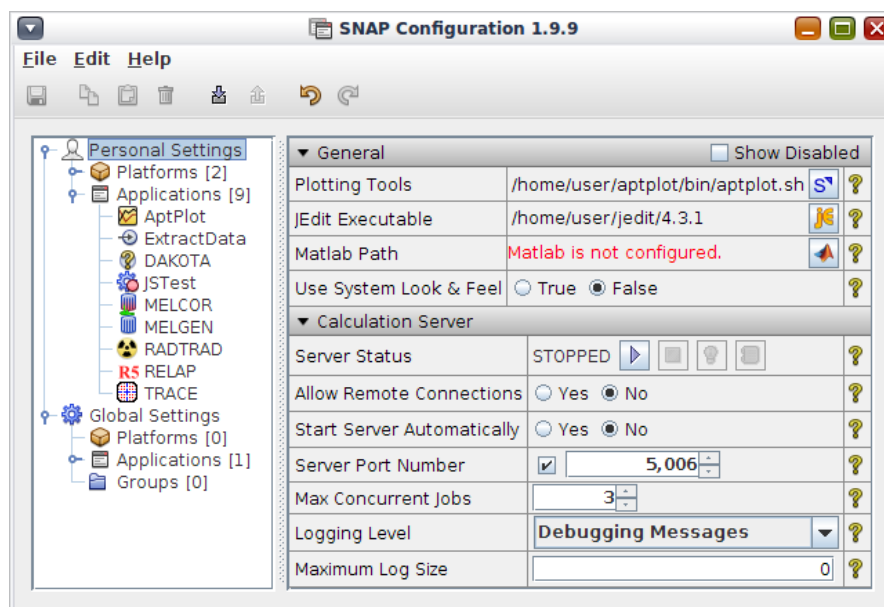 SNAP Configuration 1.9.9
File Edit Help
Personal Settings
Platforms [2]
Applications [9]
AptPlot
ExtractData
DAKOTA
JSTest
MELCOR
MELGEN
RADTRAD
R5 RELAP
TRACE
Global Settings
Platforms [0]
Applications [1]
Groups [0]
General Show Disabled
Plotting Tools /home/user/aptplot/bin/aptplot.sh S
JEdit Executable /home/user/jedit/4.3.1 jE
Matlab Path Matlab is not configured.
Use System Look & Feel True False
Calculation Server
Server Status STOPPED
Allow Remote Connections Yes No
Start Server Automatically Yes No
Server Port Number 5,006
Max Concurrent Jobs 3
Logging Level Debugging Messages
Maximum Log Size 0